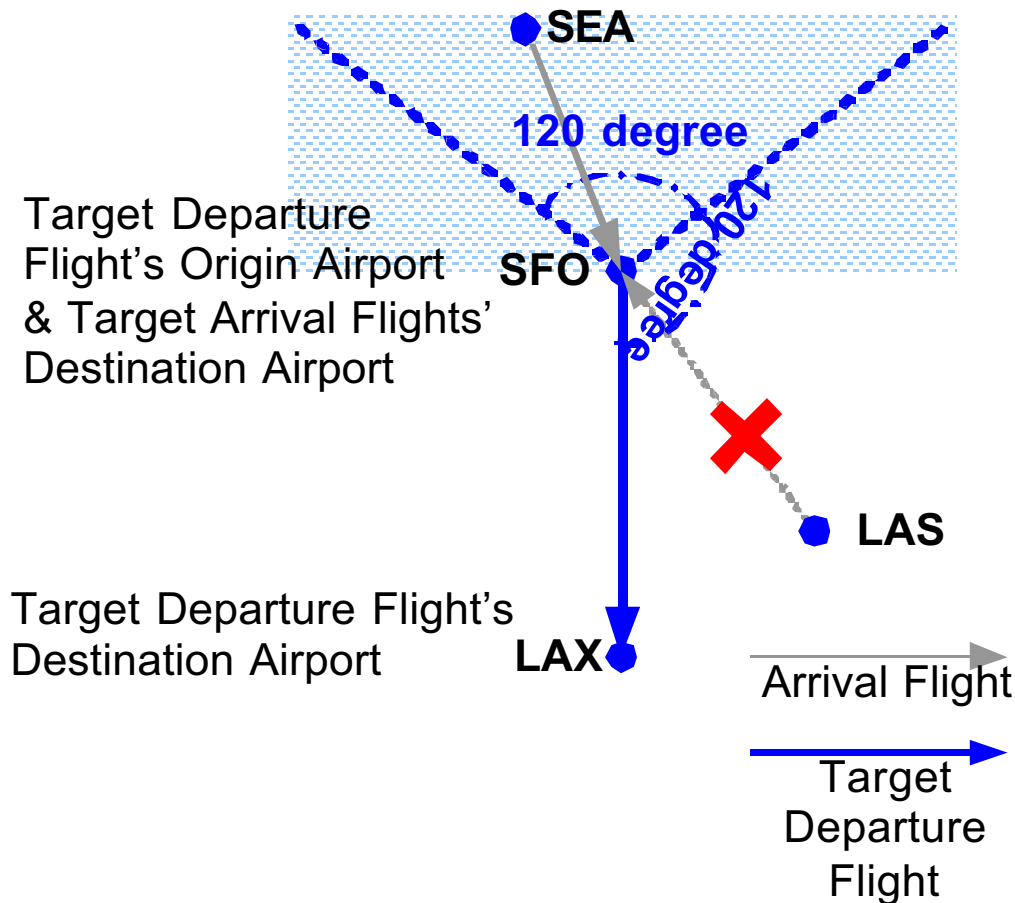 SEA
120 degree
120 degree
Target Departure
Flight's Origin Airport
& Target Arrival Flights'
Destination Airport
SFO
LAS
Target Departure Flight's
Destination Airport
LAX
Arrival Flight
Target
Departure
Flight